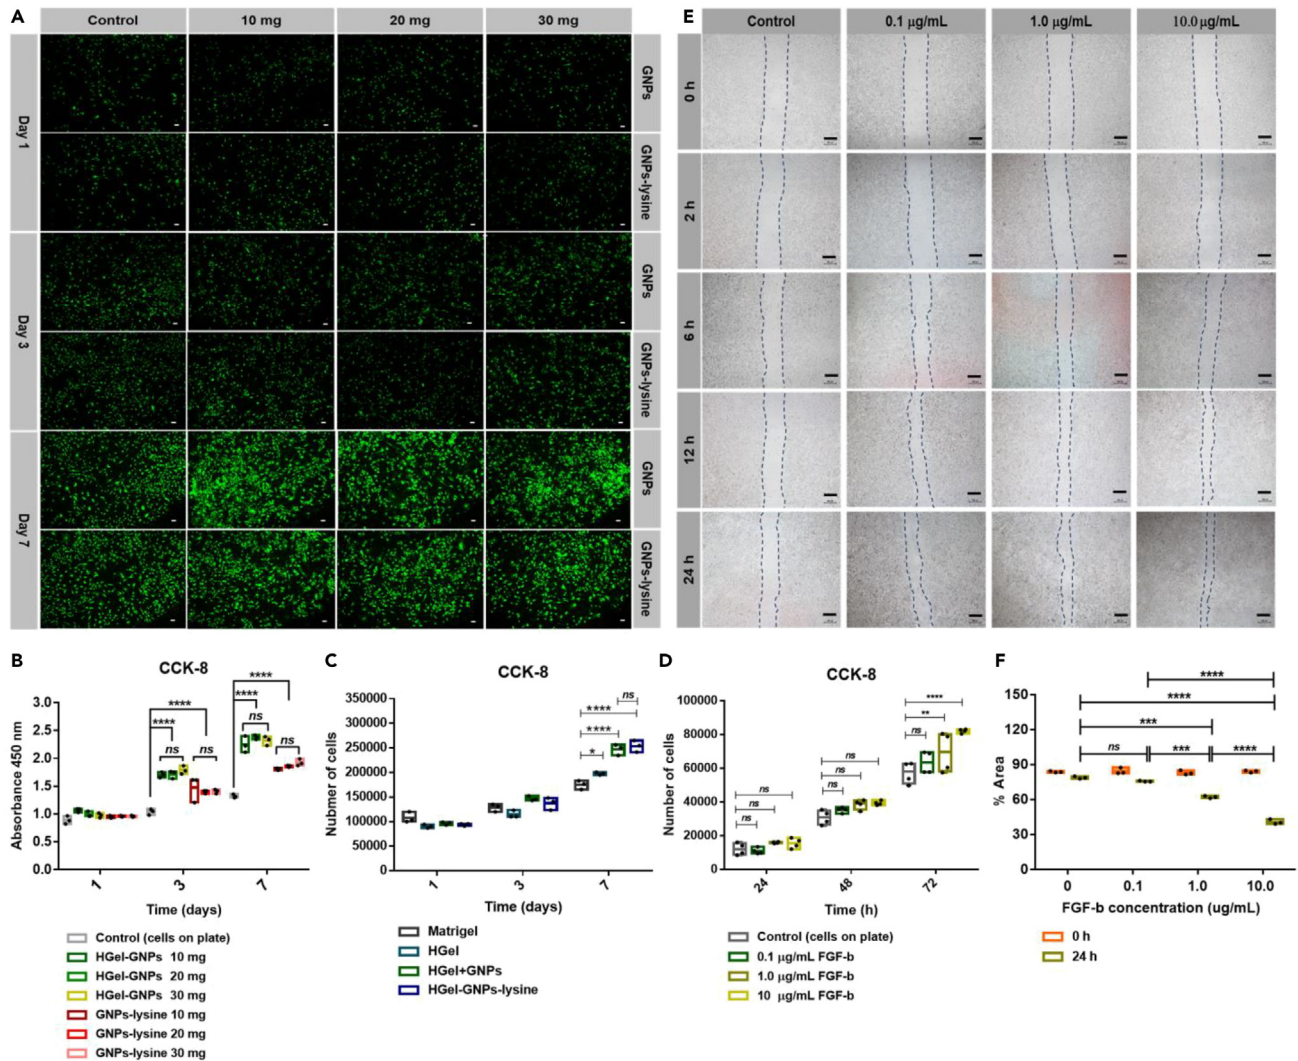 A
Control 10 mg 20 mg 30 mg
Day 1
GNPs
GNPs-lysine
Day 3
GNPs
GNPs-lysine
Day 7
GNPs
GNPs-lysine
E
Control 0.1 µg/mL 1.0 µg/mL 10.0 µg/mL
0 h
2 h
6 h
12 h
24 h
B
CCK-8
Absorbance 450 nm
3.0
2.5
2.0
1.5
1.0
0.5
0.0
**** **** ns ns
**** **** ns ns
1 3 7
Time (days)
Control (cells on plate)
HGel-GNPs 10 mg
HGel-GNPs 20 mg
HGel-GNPs 30 mg
GNPs-lysine 10 mg
GNPs-lysine 20 mg
GNPs-lysine 30 mg
C
CCK-8
Number of cells
350000
300000
250000
200000
150000
100000
50000
0
ns
****
****
*
1 3 7
Time (days)
Matrigel
HGel
HGel+GNPs
HGel-GNPs-lysine
D
CCK-8
Number of cells
100000
80000
60000
40000
20000
0
ns ns ns
ns ns ns
**** ** ns
24 48 72
Time (h)
Control (cells on plate)
0.1 µg/mL FGF-b
1.0 µg/mL FGF-b
10 µg/mL FGF-b
F
% Area
150
120
90
60
30
0
****
****
***
ns *** ****
0 0.1 1.0 10.0
FGF-b concentration (ug/mL)
0 h
24 h